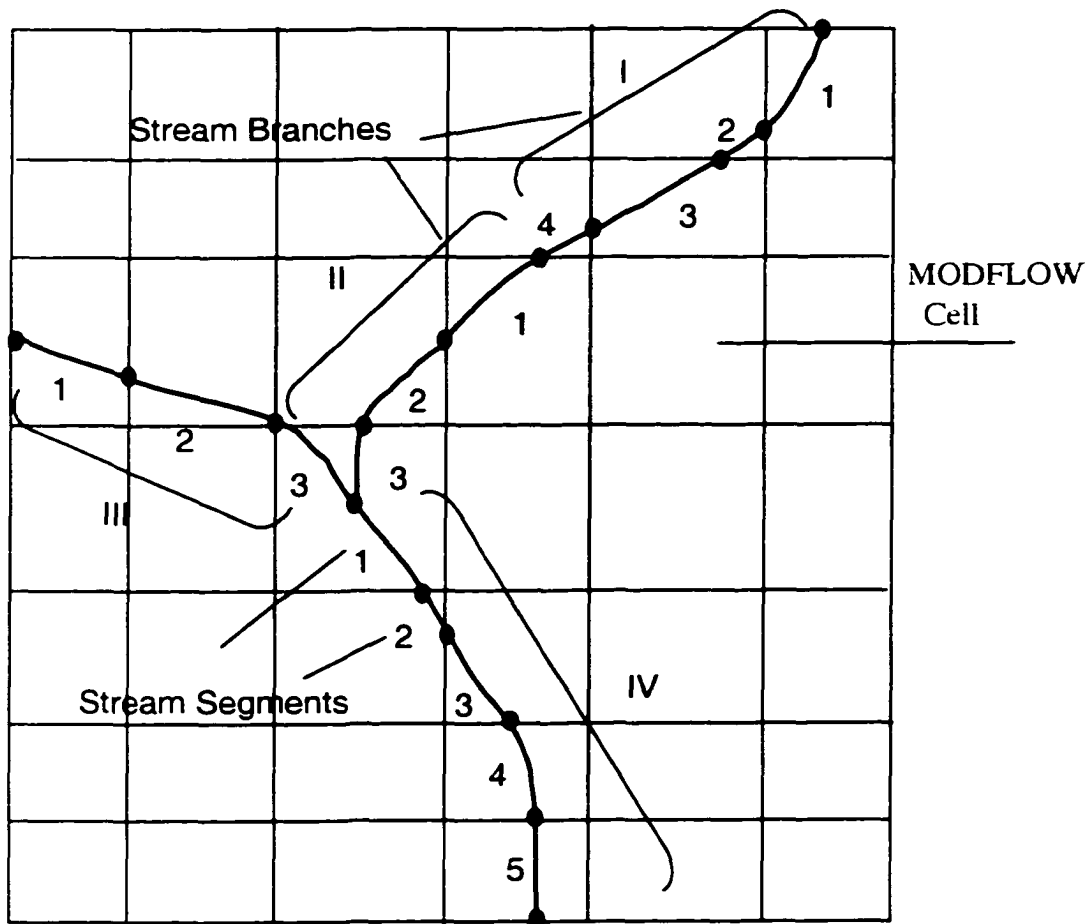 I
1
Stream Branches
2
3
4
II
MODFLOW
Cell
1
1
2
2
3
3
III
1
2
Stream Segments
3
IV
4
5